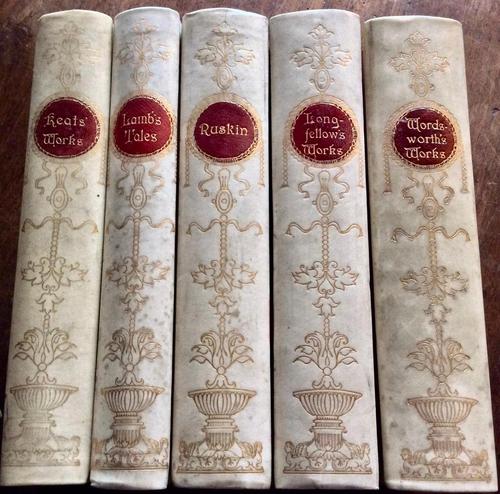 Keats'
Works
Lamb's
Tales
Ruskin
Long-
fellow's
Works
Words-
worth's
Works